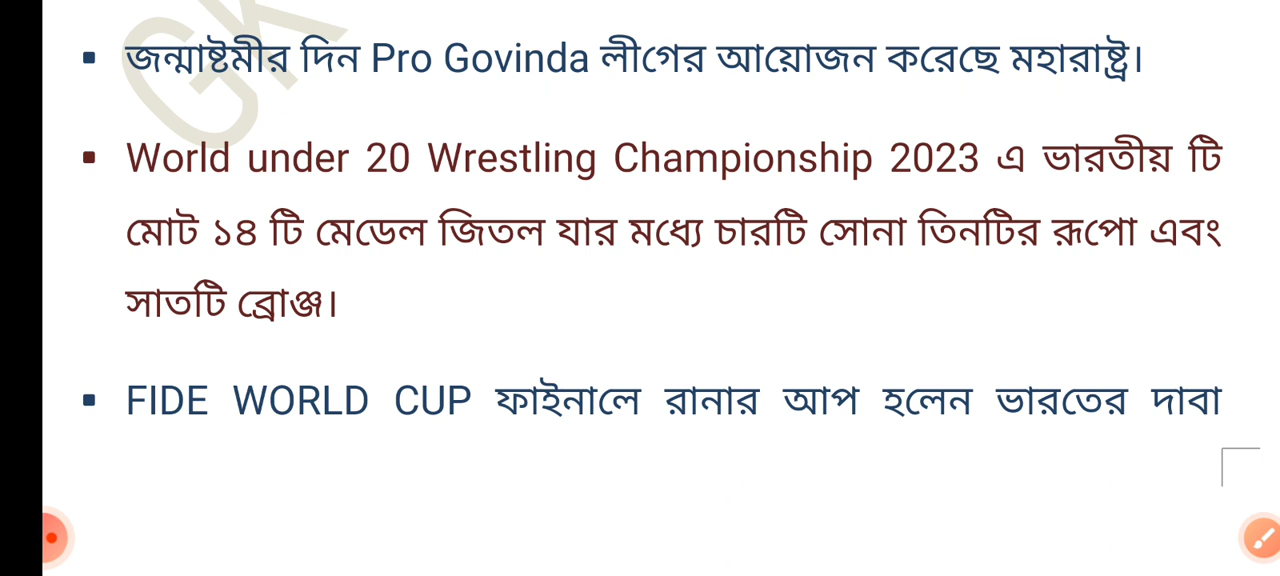 GK
▪ জন্মাষ্টমীর দিন Pro Govinda লীগের আয়োজন করেছে মহারাষ্ট্র।
▪ World under 20 Wrestling Championship 2023 এ ভারতীয় টি
মোট ১৪ টি মেডেল জিতল যার মধ্যে চারটি সোনা তিনটির রূপো এবং
সাতটি ব্রোঞ্জ।
▪ FIDE WORLD CUP ফাইনালে রানার আপ হলেন ভারতের দাবা